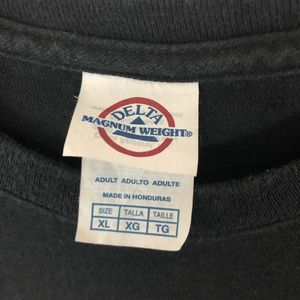 DELTA
MAGNUM WEIGHT®
ADULT ADULTO ADULTE
MADE IN HONDURAS
SIZE TALLA TAILLE
XL XG TG